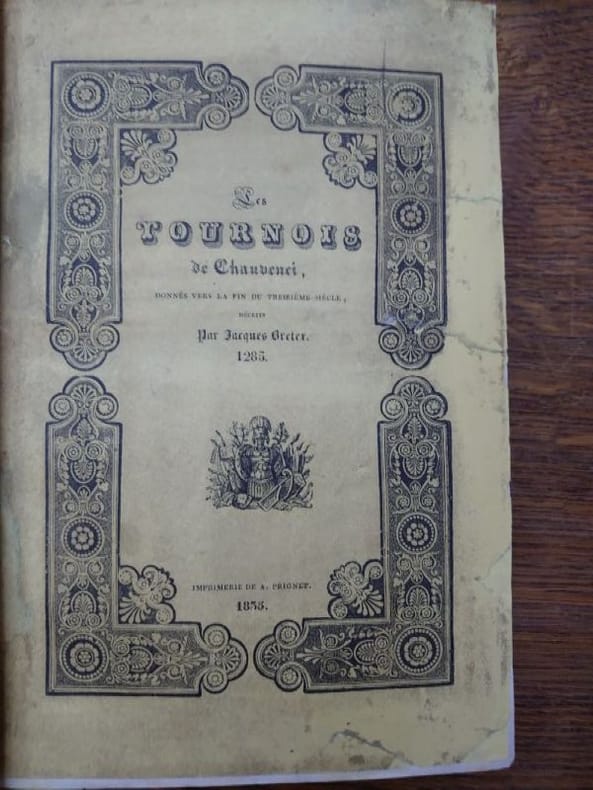 Les
TOURNOIS
de Chauvenci,
DONNÉS VERS LA FIN DU TREIZIÈME SIÈCLE,
DÉCRITS
Par Jacques Bretex.
1285.
IMPRIMERIE DE A. PRIGNET.
1835.